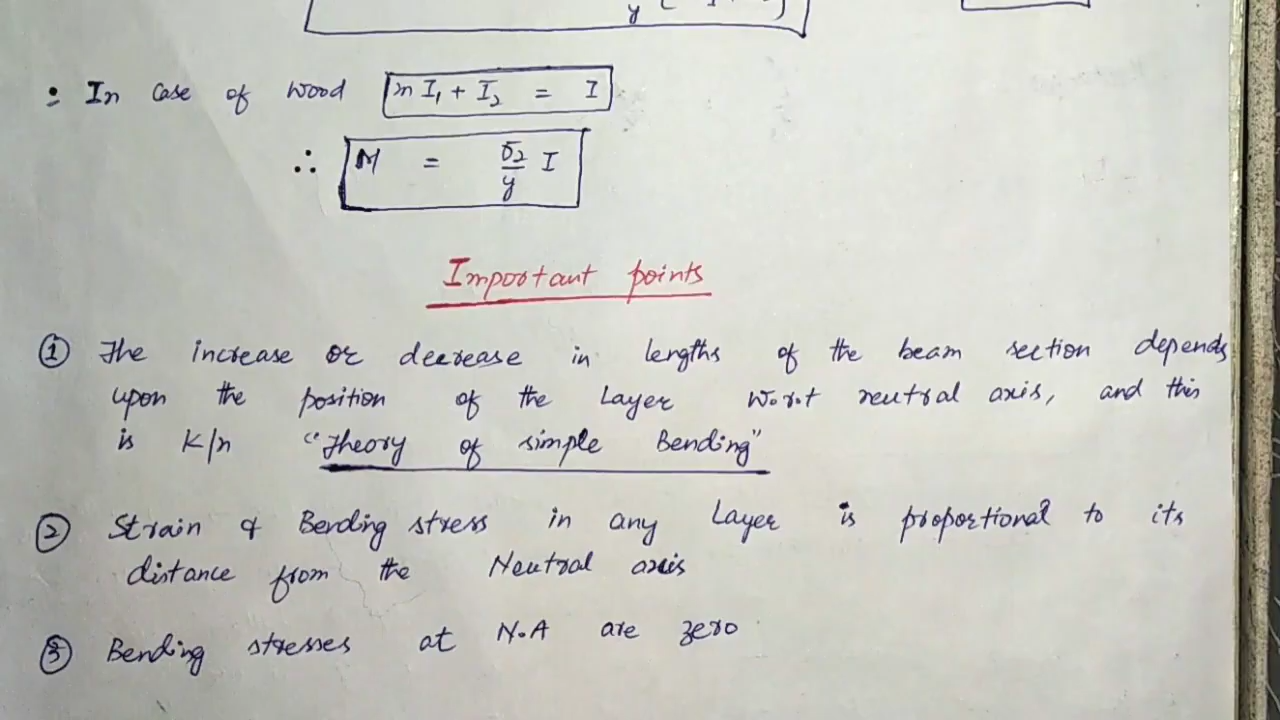 y
: In case of wood mI₁ + I₂ = I
∴ M = σ₂/y I
Important points
① The increase or decrease in lengths of the beam section depends
upon the position of the Layer w.r.t neutral axis, and this
is K/n "Theory of simple Bending"
② Strain & Bending stress in any Layer is proportional to its
distance from the Neutral axis
③ Bending stresses at N.A are zero